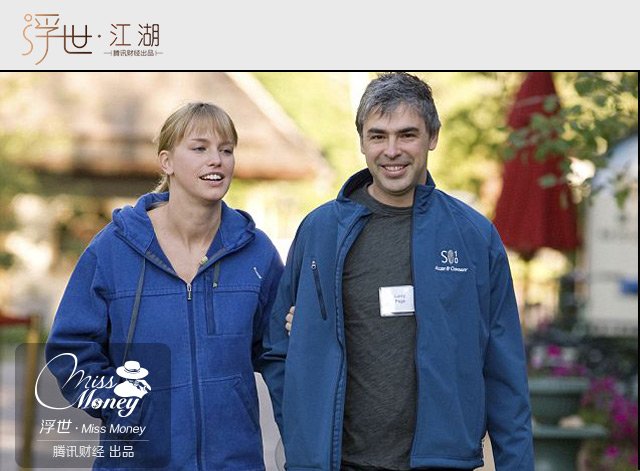 浮世·江湖
腾讯财经出品
S10
ALLEN & COMPANY
Larry
Page
Miss
Money
浮世·Miss Money
腾讯财经 出品